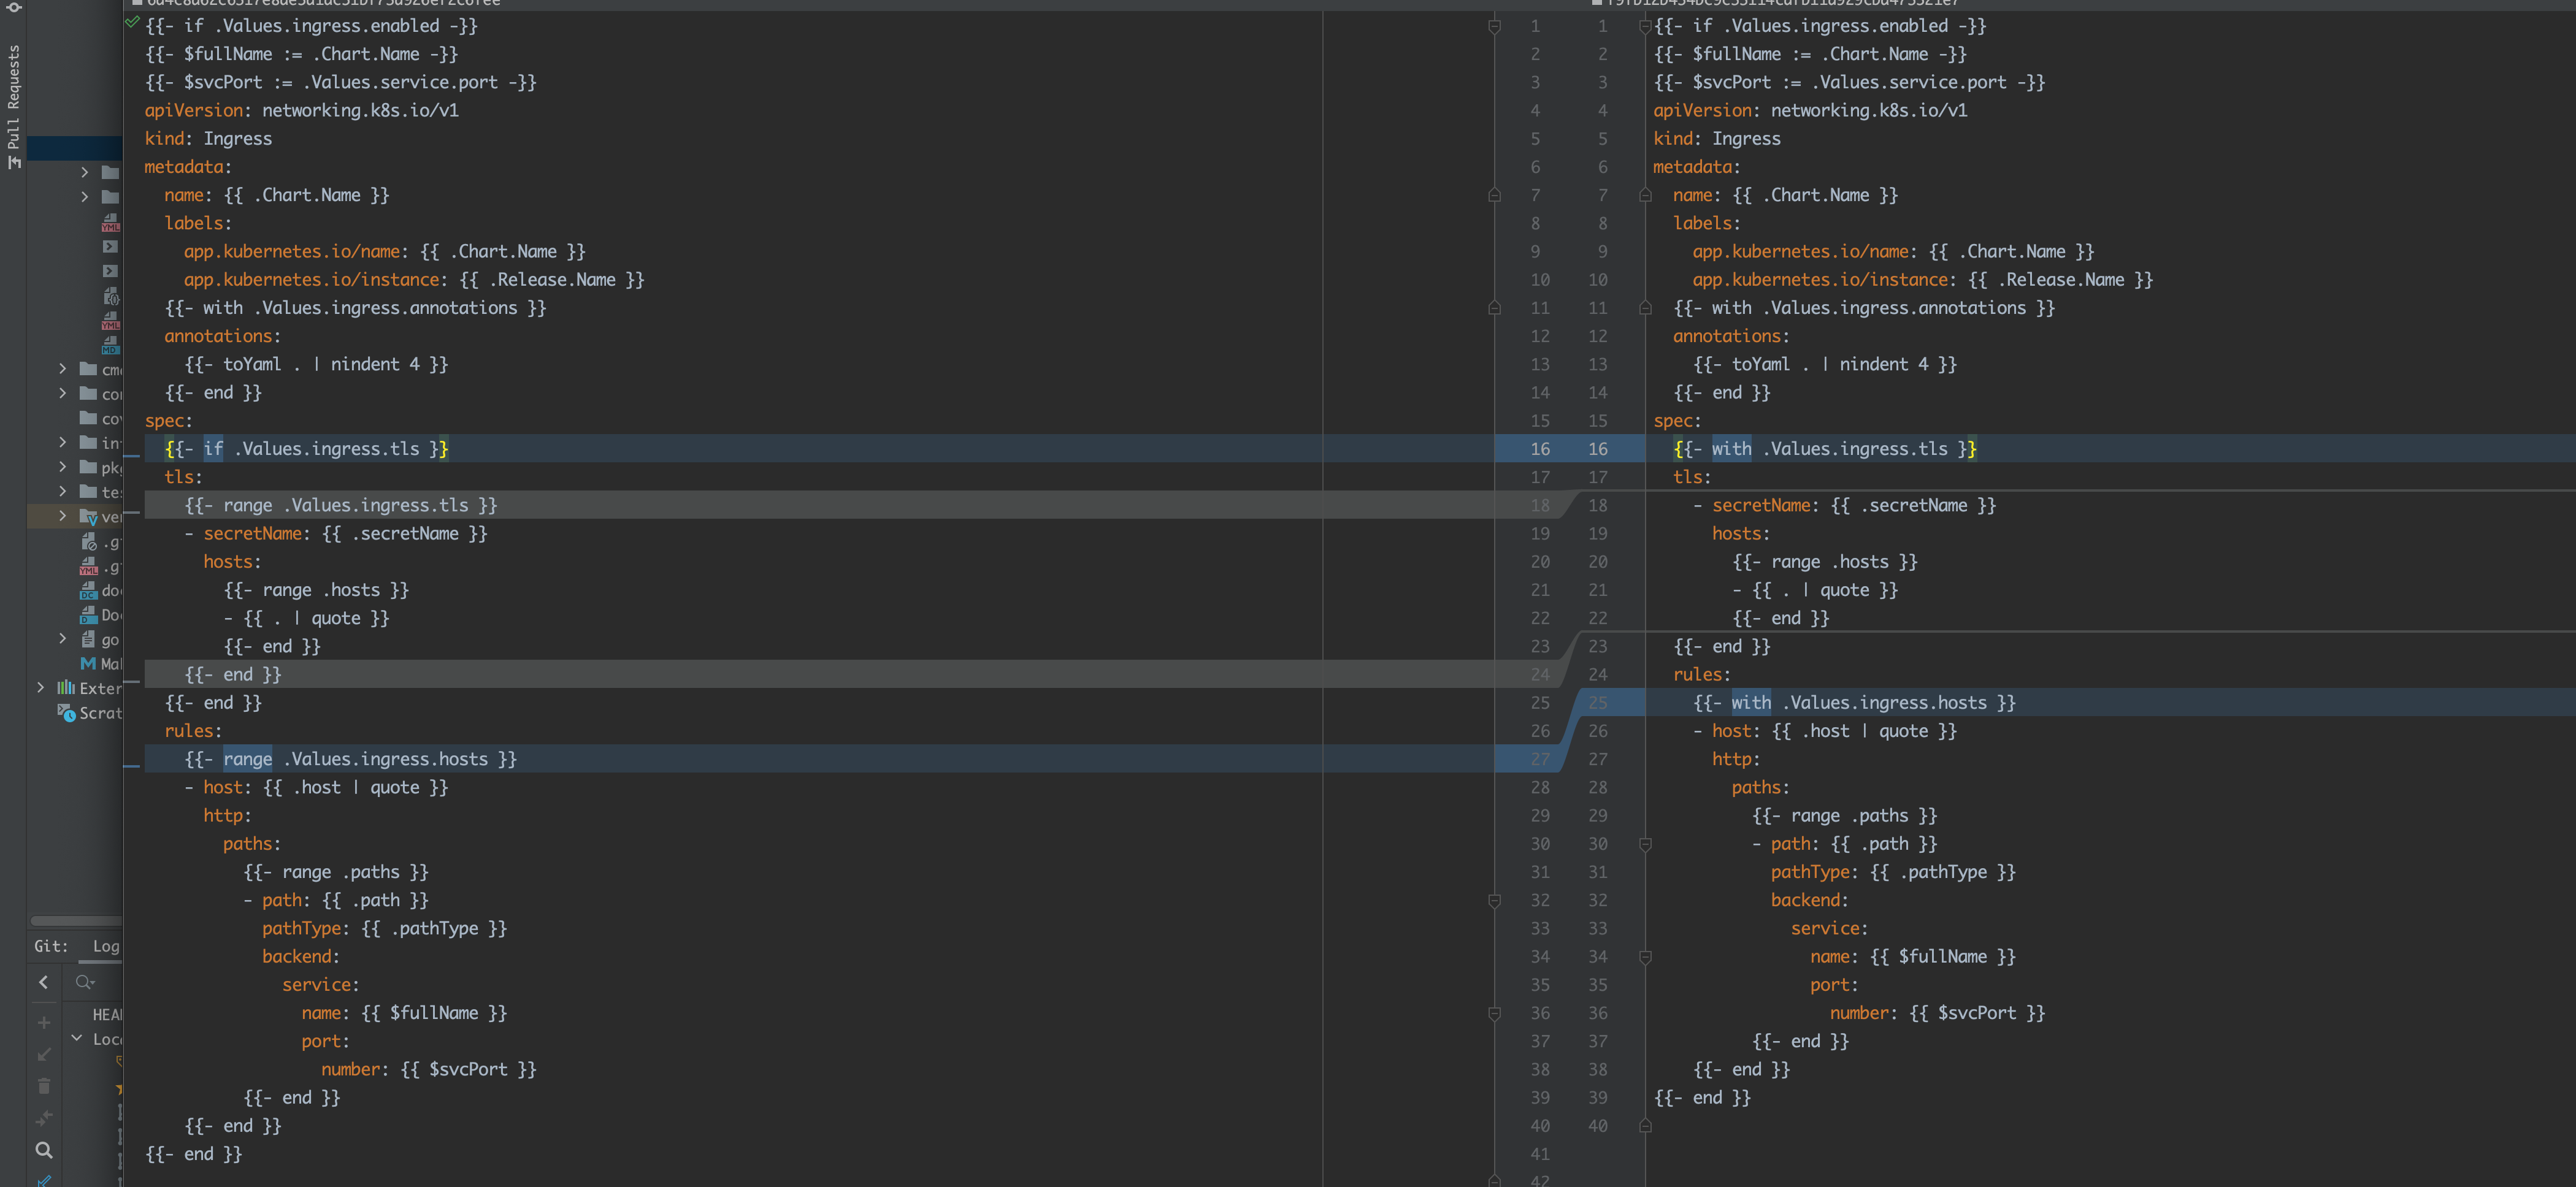 Pull Requests
cm
co
co
in
pk
te
ve
.g
.g
do
Do
go
Ma
Exter
Scrat
Git: Log
HEA
Loca
{{- if .Values.ingress.enabled -}}
{{- $fullName := .Chart.Name -}}
{{- $svcPort := .Values.service.port -}}
apiVersion: networking.k8s.io/v1
kind: Ingress
metadata:
  name: {{ .Chart.Name }}
  labels:
    app.kubernetes.io/name: {{ .Chart.Name }}
    app.kubernetes.io/instance: {{ .Release.Name }}
  {{- with .Values.ingress.annotations }}
  annotations:
    {{- toYaml . | nindent 4 }}
  {{- end }}
spec:
  {{- if .Values.ingress.tls }}
  tls:
    {{- range .Values.ingress.tls }}
    - secretName: {{ .secretName }}
      hosts:
        {{- range .hosts }}
        - {{ . | quote }}
        {{- end }}
    {{- end }}
  {{- end }}
  rules:
    {{- range .Values.ingress.hosts }}
    - host: {{ .host | quote }}
      http:
        paths:
          {{- range .paths }}
          - path: {{ .path }}
            pathType: {{ .pathType }}
            backend:
              service:
                name: {{ $fullName }}
                port:
                  number: {{ $svcPort }}
          {{- end }}
    {{- end }}
{{- end }}
1 1
2 2
3 3
4 4
5 5
6 6
7 7
8 8
9 9
10 10
11 11
12 12
13 13
14 14
15 15
16 16
17 17
18 18
19 19
20 20
21 21
22 22
23 23
24 24
25 25
26 26
27 27
28 28
29 29
30 30
31 31
32 32
33 33
34 34
35 35
36 36
37 37
38 38
39 39
40 40
41
42
{{- if .Values.ingress.enabled -}}
{{- $fullName := .Chart.Name -}}
{{- $svcPort := .Values.service.port -}}
apiVersion: networking.k8s.io/v1
kind: Ingress
metadata:
  name: {{ .Chart.Name }}
  labels:
    app.kubernetes.io/name: {{ .Chart.Name }}
    app.kubernetes.io/instance: {{ .Release.Name }}
  {{- with .Values.ingress.annotations }}
  annotations:
    {{- toYaml . | nindent 4 }}
  {{- end }}
spec:
  {{- with .Values.ingress.tls }}
  tls:
    - secretName: {{ .secretName }}
      hosts:
        {{- range .hosts }}
        - {{ . | quote }}
        {{- end }}
  {{- end }}
  rules:
    {{- with .Values.ingress.hosts }}
    - host: {{ .host | quote }}
      http:
        paths:
          {{- range .paths }}
          - path: {{ .path }}
            pathType: {{ .pathType }}
            backend:
              service:
                name: {{ $fullName }}
                port:
                  number: {{ $svcPort }}
          {{- end }}
    {{- end }}
{{- end }}